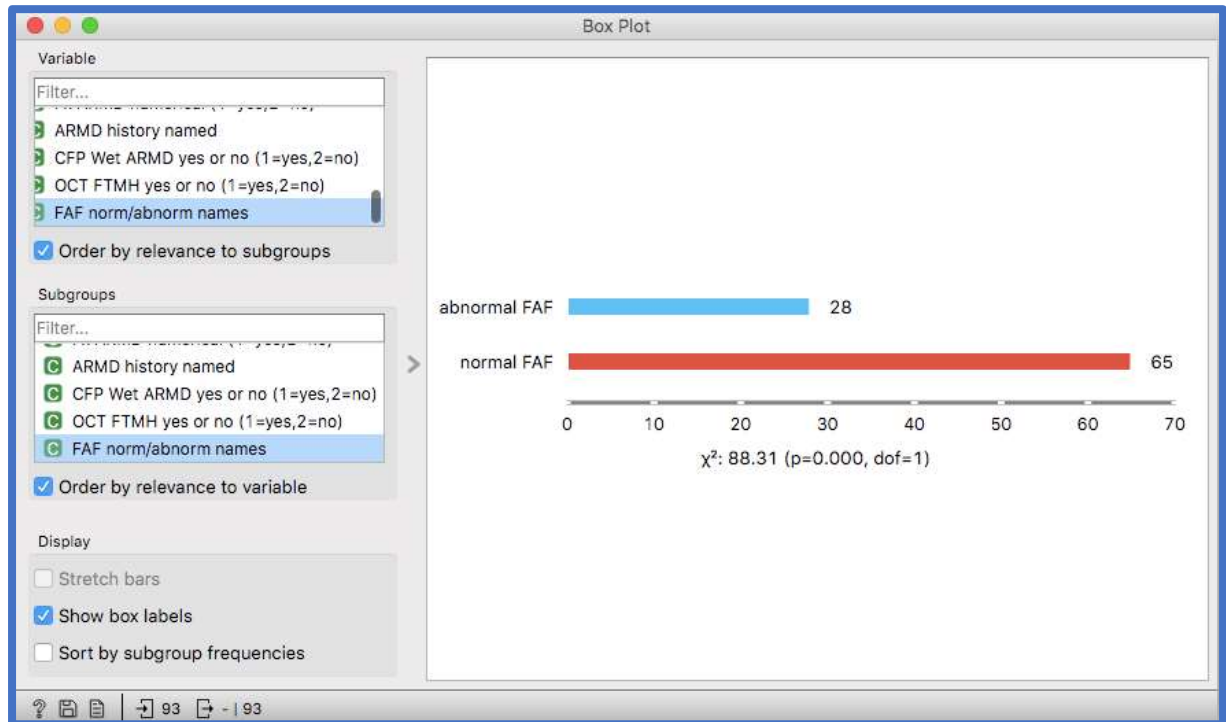 Box Plot
Variable
Filter...
ARMD history named
CFP Wet ARMD yes or no (1=yes,2=no)
OCT FTMH yes or no (1=yes,2=no)
FAF norm/abnorm names
Order by relevance to subgroups
Subgroups
Filter...
C ARMD history named
C CFP Wet ARMD yes or no (1=yes,2=no)
C OCT FTMH yes or no (1=yes,2=no)
C FAF norm/abnorm names
Order by relevance to variable
Display
Stretch bars
Show box labels
Sort by subgroup frequencies
abnormal FAF 28
normal FAF 65
0 10 20 30 40 50 60 70
χ²: 88.31 (p=0.000, dof=1)
? 93 - | 93